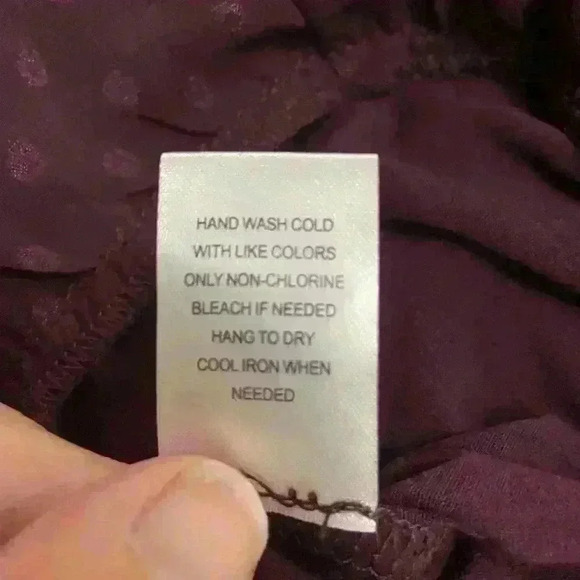 HAND WASH COLD
WITH LIKE COLORS
ONLY NON-CHLORINE
BLEACH IF NEEDED
HANG TO DRY
COOL IRON WHEN
NEEDED